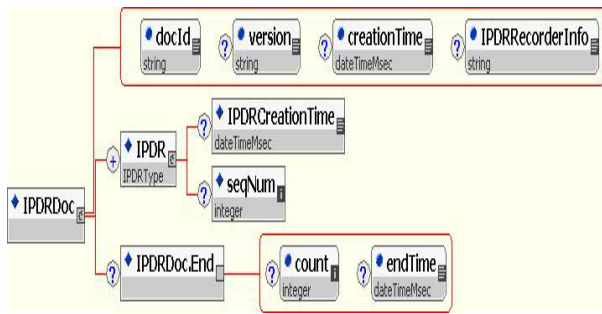 docId
string
? version
string
? creationTime
dateTimeMsec
? IPDRRecorderInfo
string
? IPDRCreationTime
dateTimeMsec
+ IPDR
IPDRType
? seqNum
integer
IPDRDoc
? IPDRDoc.End
? count
integer
? endTime
dateTimeMsec